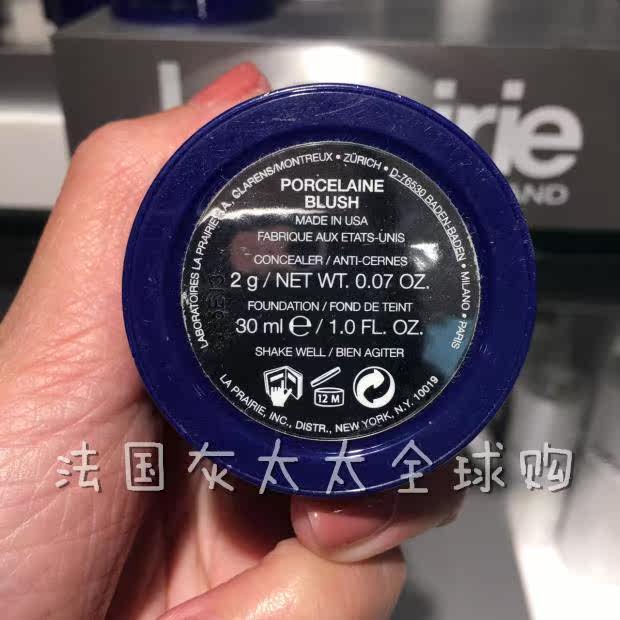 rie
AND
LABORATOIRES LA PRAIRIE S.A. CLARENS/MONTREUX • ZÜRICH • D-76530 BADEN-BADEN • MILANO • PARIS
PORCELAINE
BLUSH
MADE IN USA
FABRIQUE AUX ETATS-UNIS
CONCEALER / ANTI-CERNES
2 g / NET WT. 0.07 OZ.
FOUNDATION / FOND DE TEINT
30 ml ℮ / 1.0 FL. OZ.
SHAKE WELL / BIEN AGITER
12 M
LA PRAIRIE, INC., DISTR., NEW YORK, N.Y. 10019
法国灰太太全球购